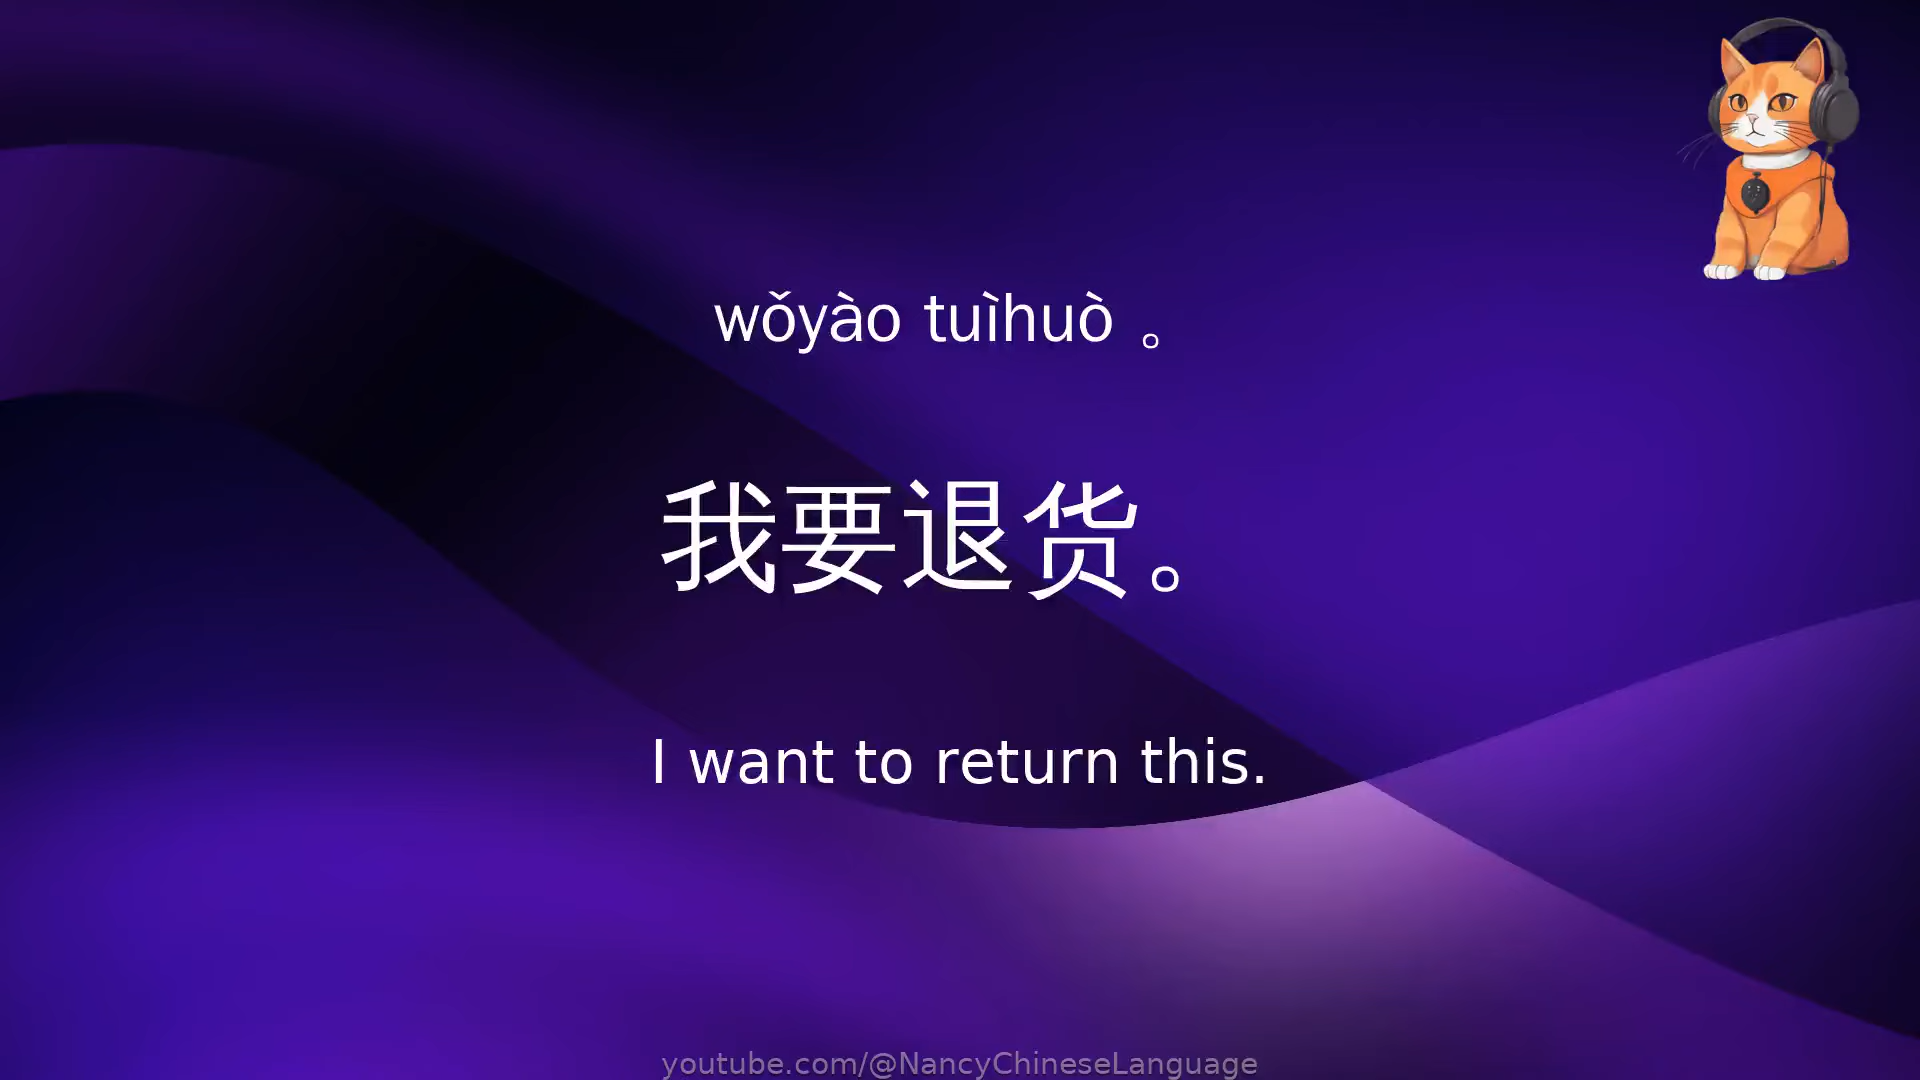 wǒyào tuìhuò 。
我要退货。
I want to return this.
youtube.com/@NancyChineseLanguage